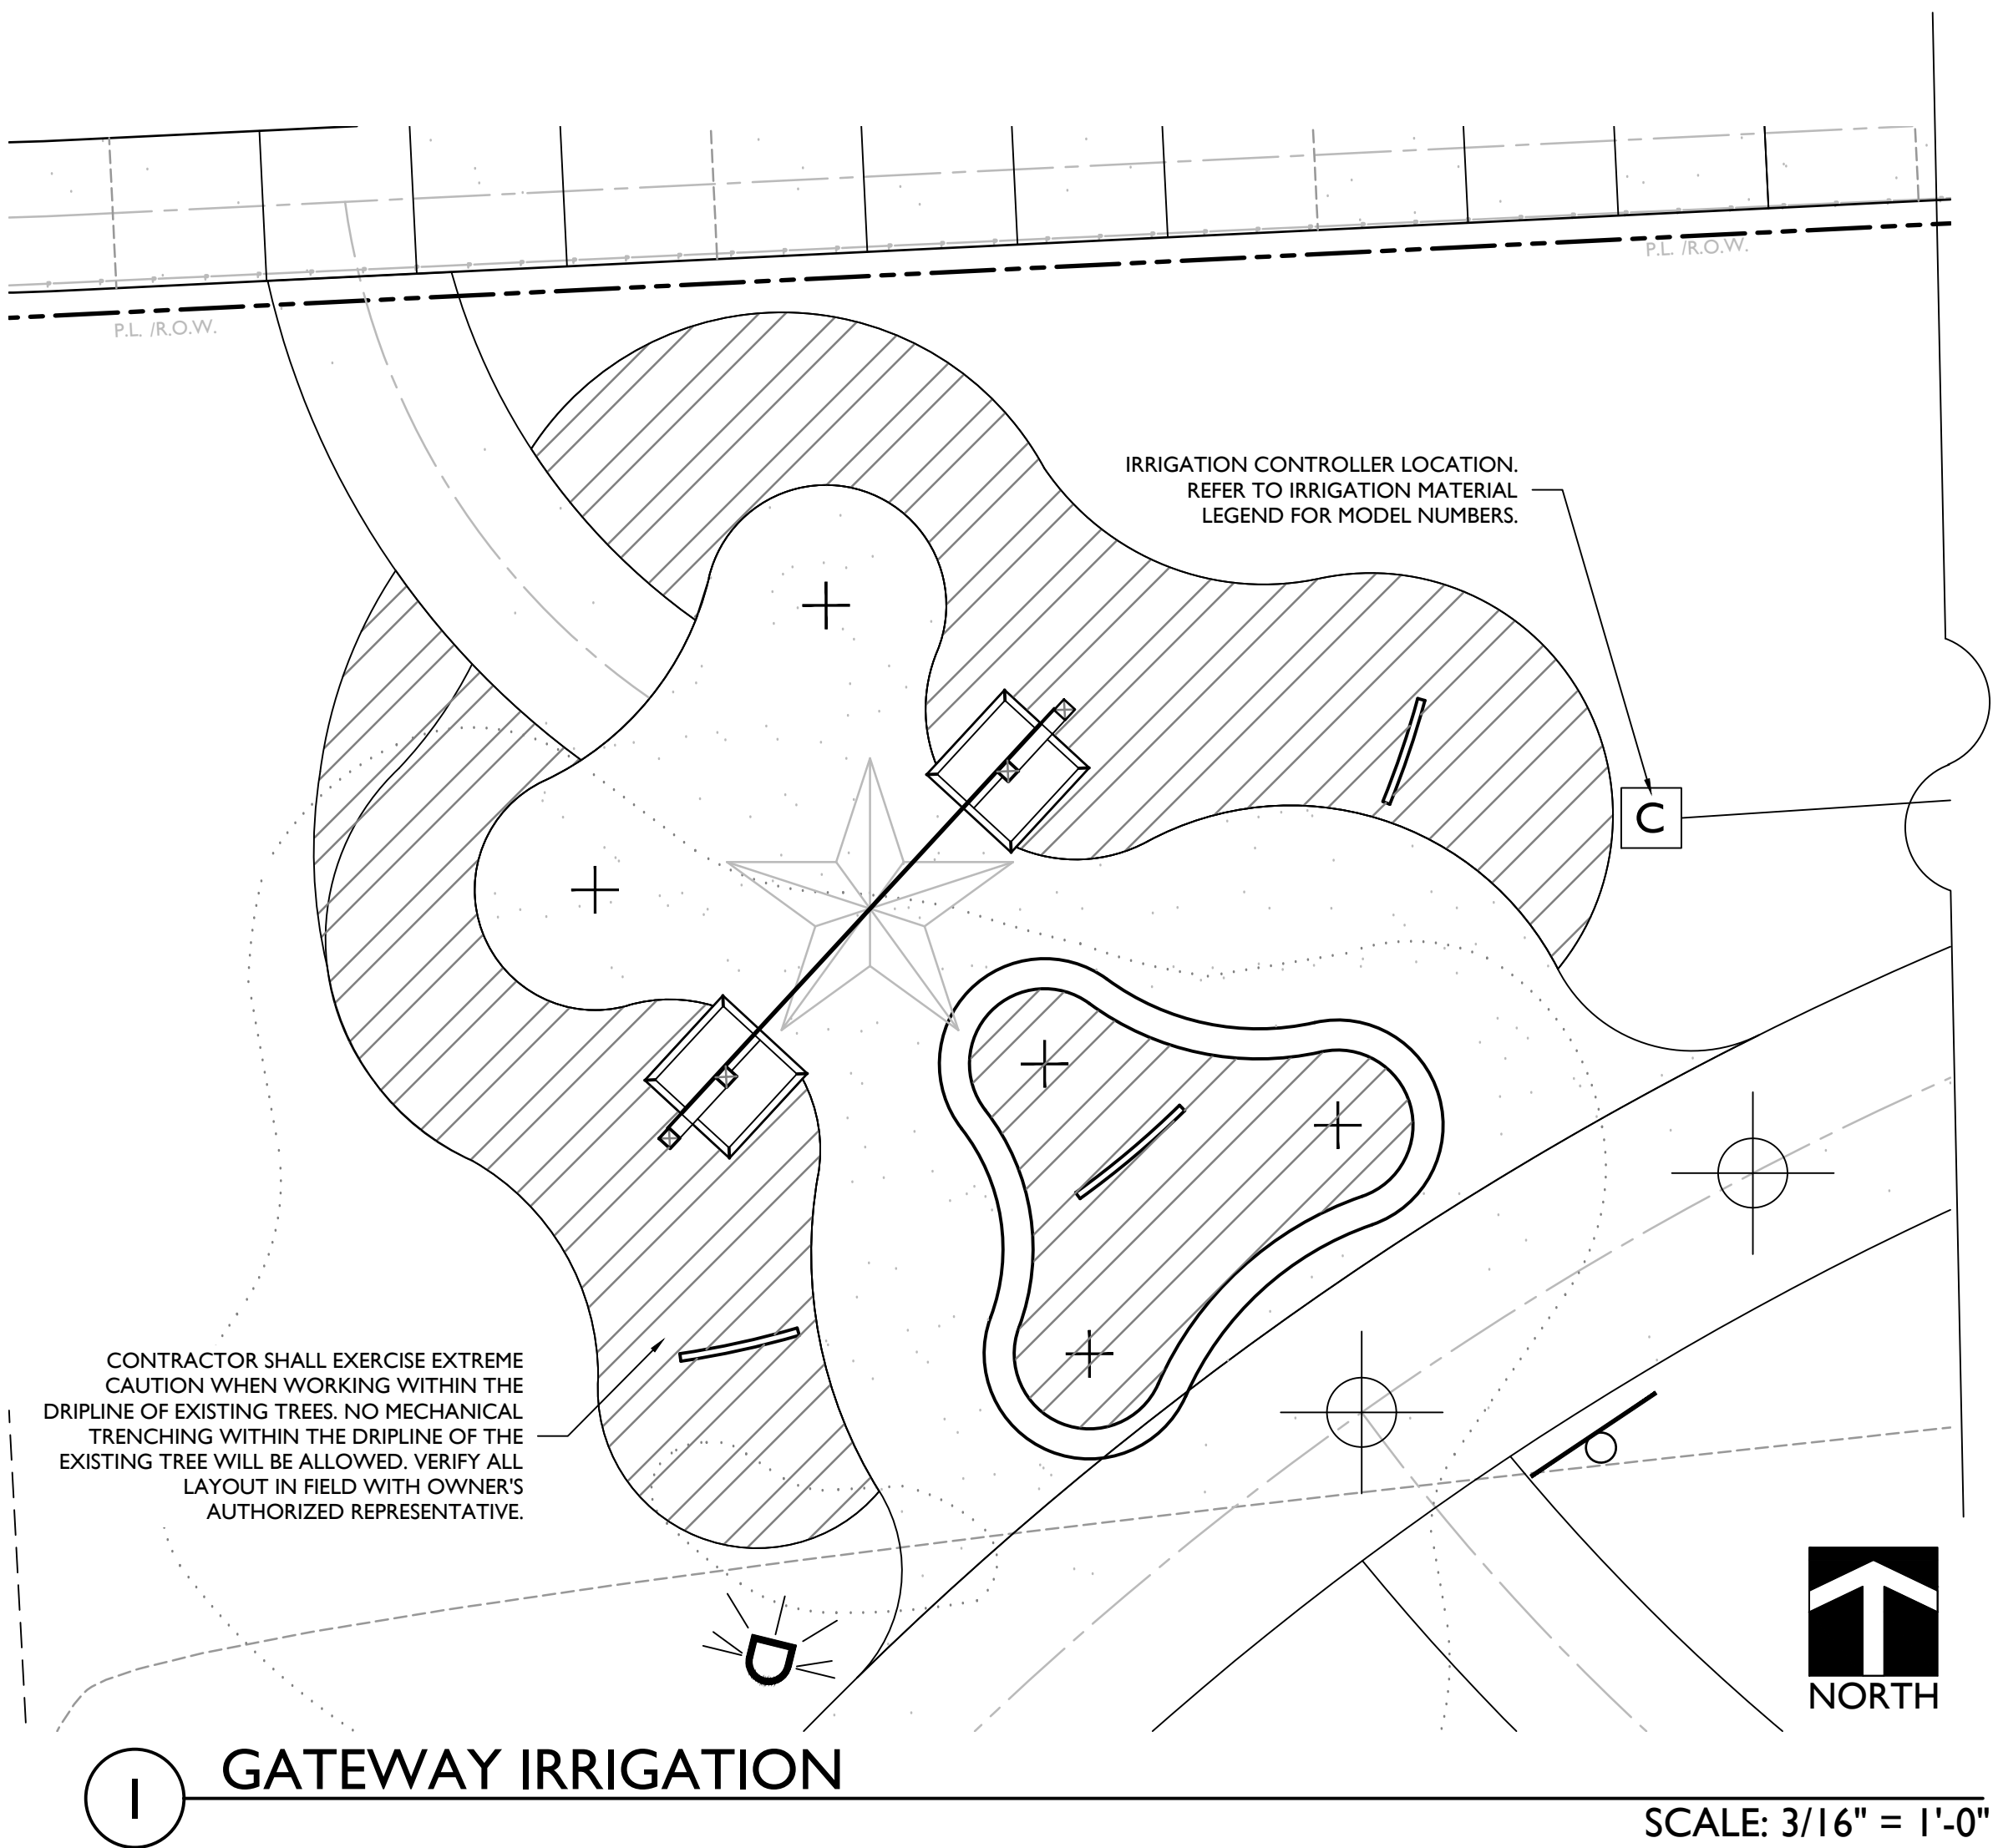 P.L. /R.O.W.
P.L. /R.O.W.
IRRIGATION CONTROLLER LOCATION.
REFER TO IRRIGATION MATERIAL
LEGEND FOR MODEL NUMBERS.
C
CONTRACTOR SHALL EXERCISE EXTREME
CAUTION WHEN WORKING WITHIN THE
DRIPLINE OF EXISTING TREES. NO MECHANICAL
TRENCHING WITHIN THE DRIPLINE OF THE
EXISTING TREE WILL BE ALLOWED. VERIFY ALL
LAYOUT IN FIELD WITH OWNER'S
AUTHORIZED REPRESENTATIVE.
NORTH
1
GATEWAY IRRIGATION
SCALE: 3/16" = 1'-0"